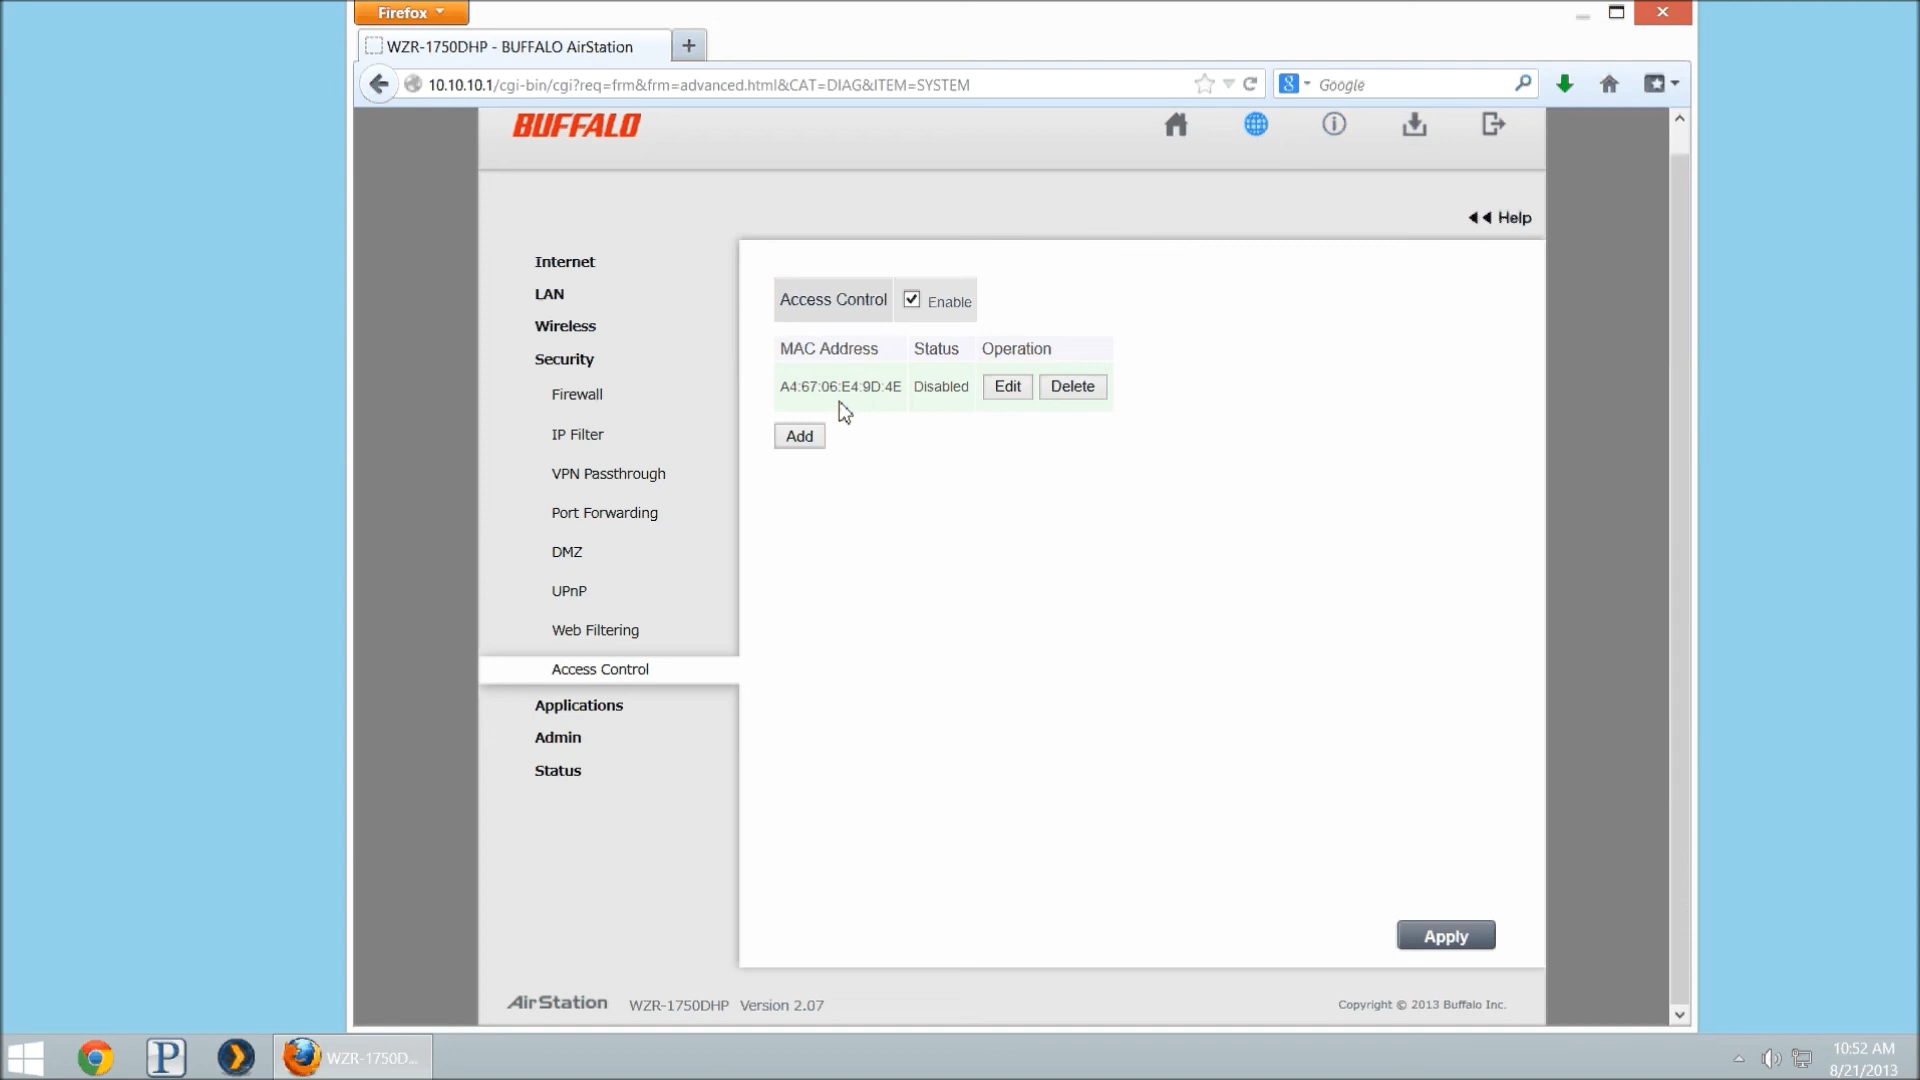 Firefox
WZR-1750DHP - BUFFALO AirStation
10.10.10.1/cgi-bin/cgi?req=frm&frm=advanced.html&CAT=DIAG&ITEM=SYSTEM
Google
BUFFALO
Help
Internet
LAN
Wireless
Security
Firewall
IP Filter
VPN Passthrough
Port Forwarding
DMZ
UPnP
Web Filtering
Access Control
Applications
Admin
Status
Access Control Enable
MAC Address Status Operation
A4:67:06:E4:9D:4E Disabled Edit Delete
Add
Apply
AirStation WZR-1750DHP Version 2.07
Copyright © 2013 Buffalo Inc.
WZR-1750D...
10:52 AM
8/21/2013